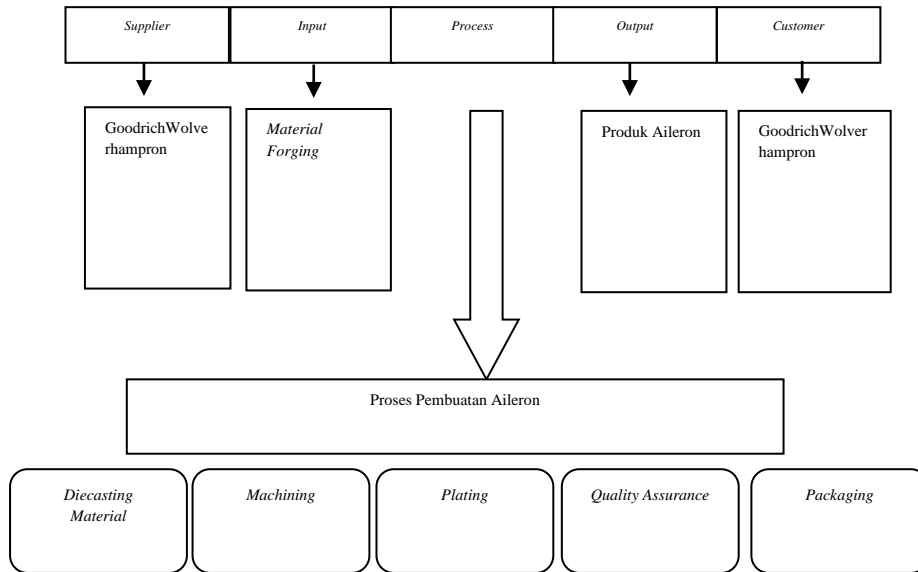 Supplier
Input
Process
Output
Customer
GoodrichWolve
rhampron
Material
Forging
Produk Aileron
GoodrichWolver
hampron
Proses Pembuatan Aileron
Diecasting
Material
Machining
Plating
Quality Assurance
Packaging